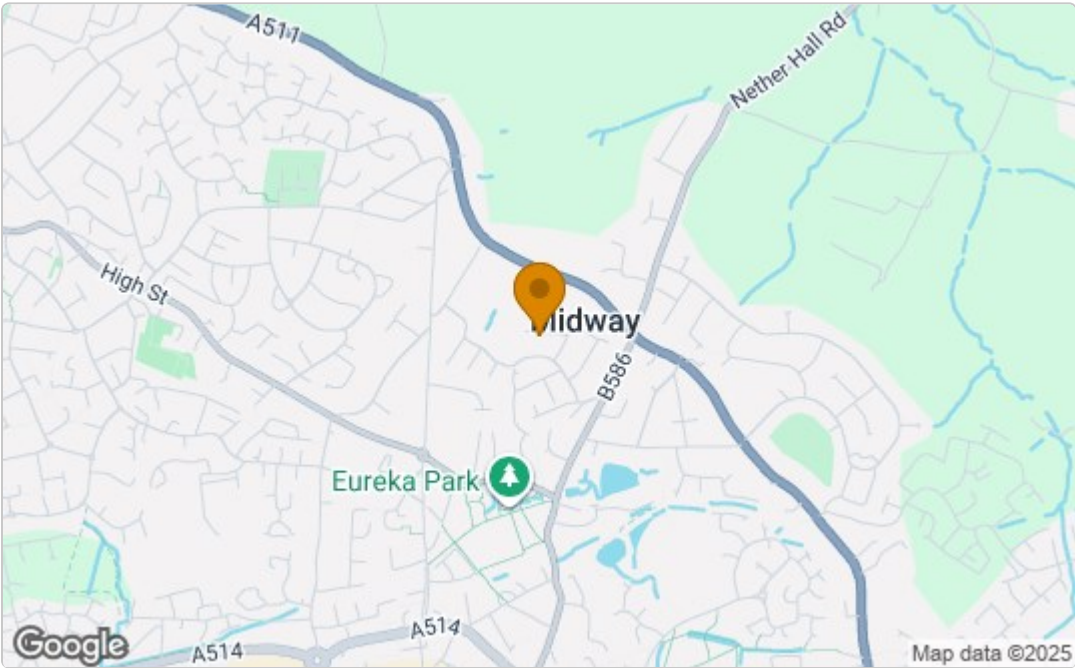 A511
Nether Hall Rd
High St
Midway
B586
Eureka Park
A514
A514
Google
Map data ©2025